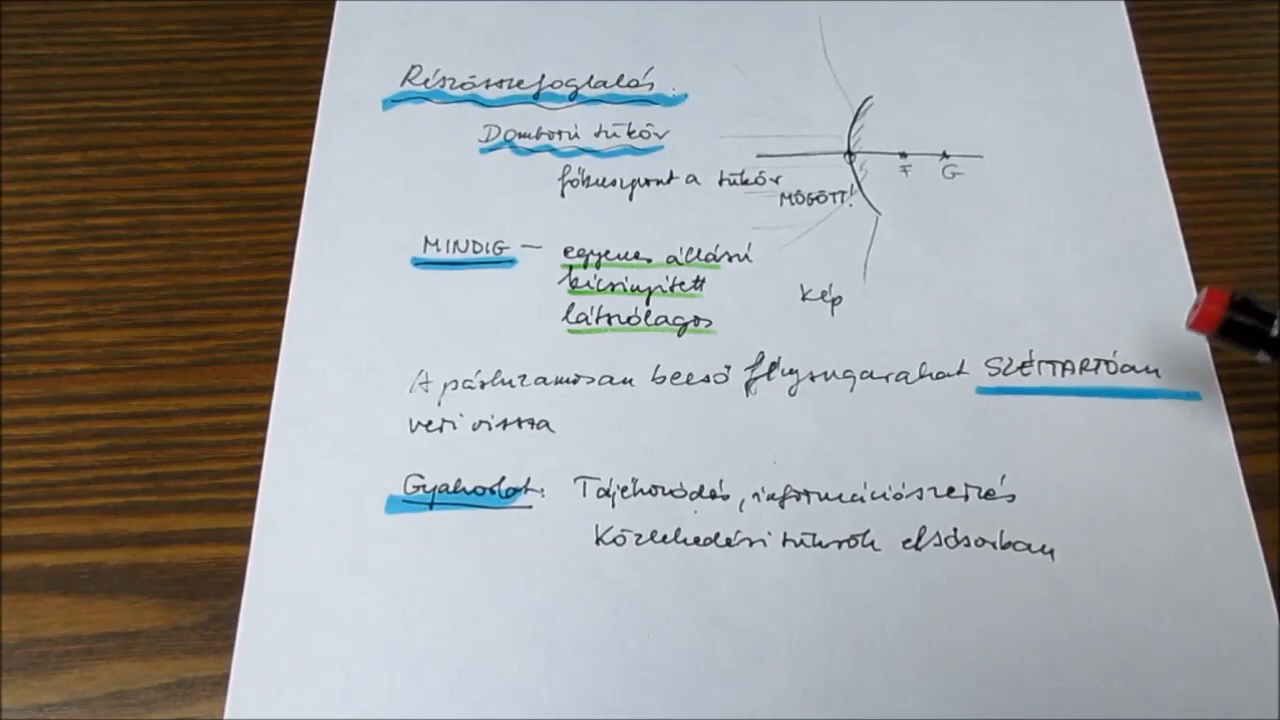 Részösszefoglalás:
Domború tükör
fókuszpont a tükör
MÖGÖTT!
F G
MINDIG — egyenes állású
kicsinyített
látszólagos
kép
A párhuzamosan beeső fénysugarakat SZÉTTARTÓan
veri vissza
Gyakorlat: Tájékozódás, információszerzés
Közlekedési tükrök elsősorban